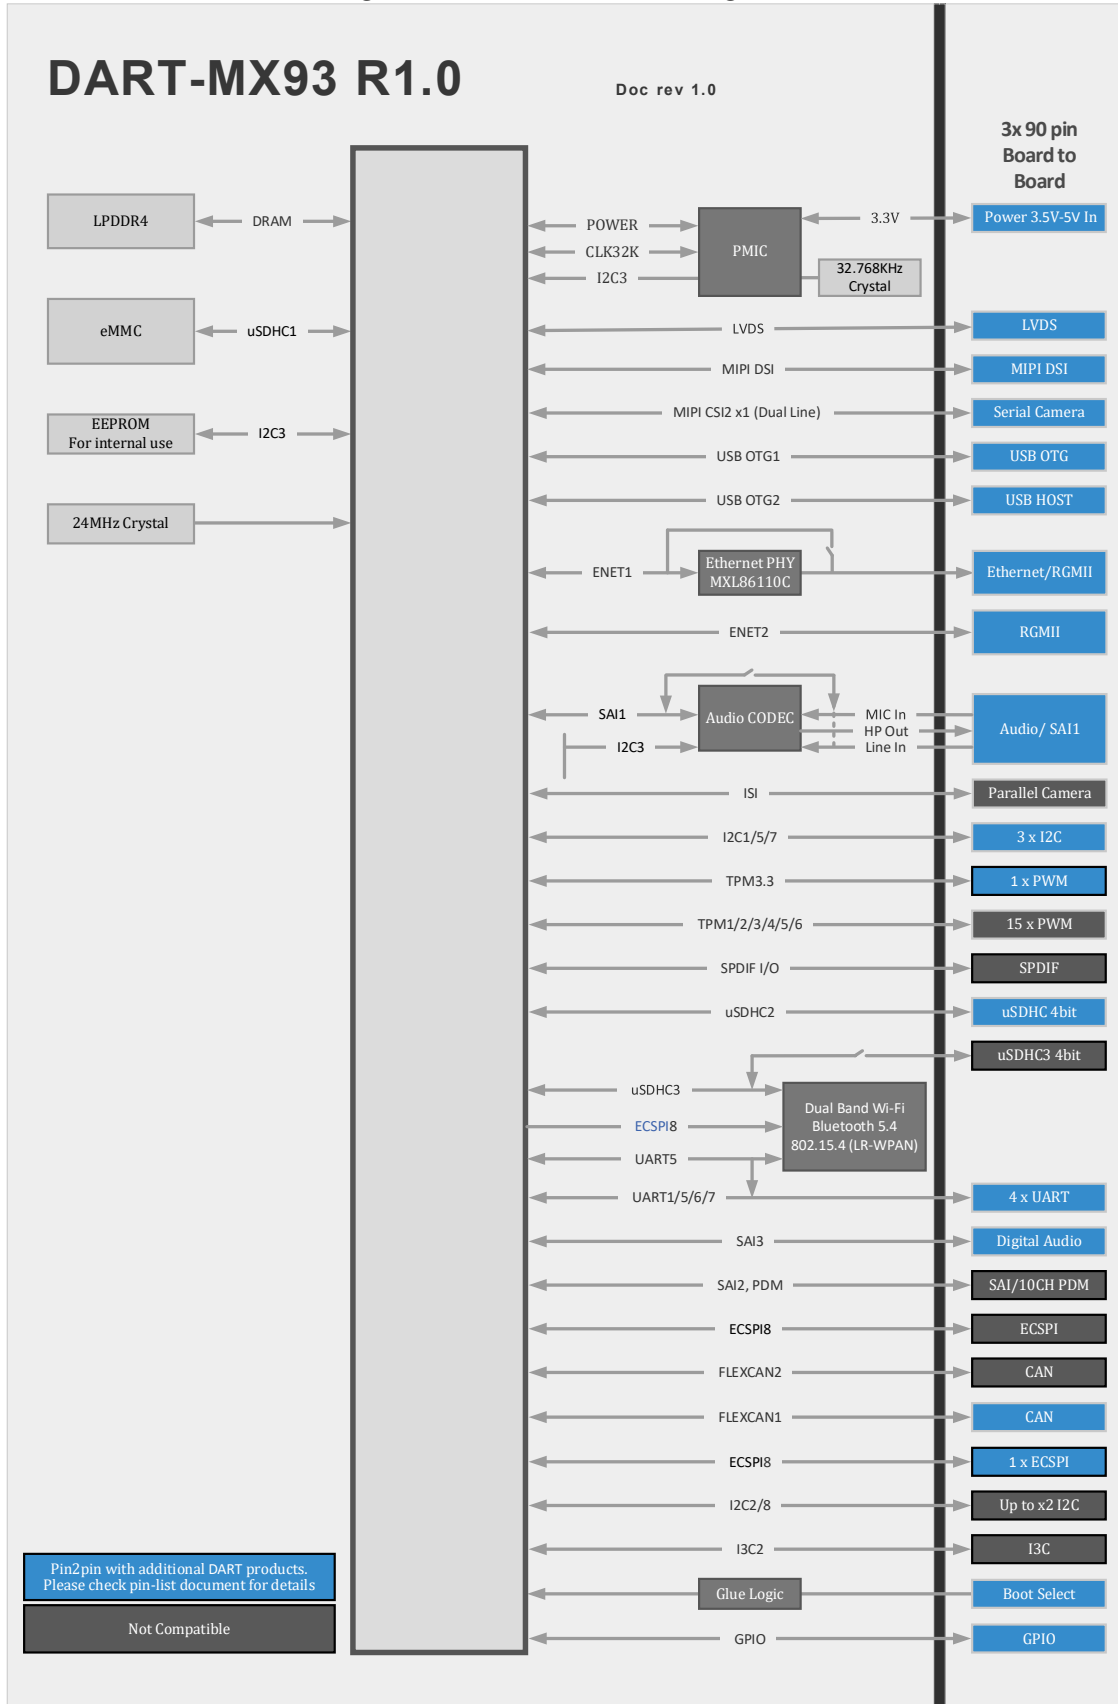 DART-MX93 R1.0
Doc rev 1.0
3x 90 pin
Board to
Board
LPDDR4
DRAM
eMMC
uSDHC1
EEPROM
For internal use
I2C3
24MHz Crystal
POWER
CLK32K
I2C3
PMIC
3.3V
Power 3.5V-5V In
32.768KHz
Crystal
LVDS
LVDS
MIPI DSI
MIPI DSI
MIPI CSI2 x1 (Dual Line)
Serial Camera
USB OTG1
USB OTG
USB OTG2
USB HOST
ENET1
Ethernet PHY
MXL86110C
Ethernet/RGMII
ENET2
RGMII
SAI1
I2C3
Audio CODEC
MIC In
HP Out
Line In
Audio/ SAI1
ISI
Parallel Camera
I2C1/5/7
3 x I2C
TPM3.3
1 x PWM
TPM1/2/3/4/5/6
15 x PWM
SPDIF I/O
SPDIF
uSDHC2
uSDHC 4bit
uSDHC3 4bit
uSDHC3
ECSPI8
UART5
Dual Band Wi-Fi
Bluetooth 5.4
802.15.4 (LR-WPAN)
UART1/5/6/7
4 x UART
SAI3
Digital Audio
SAI2, PDM
SAI/10CH PDM
ECSPI8
ECSPI
FLEXCAN2
CAN
FLEXCAN1
CAN
ECSPI8
1 x ECSPI
I2C2/8
Up to x2 I2C
I3C2
I3C
Glue Logic
Boot Select
GPIO
GPIO
Pin2pin with additional DART products.
Please check pin-list document for details
Not Compatible